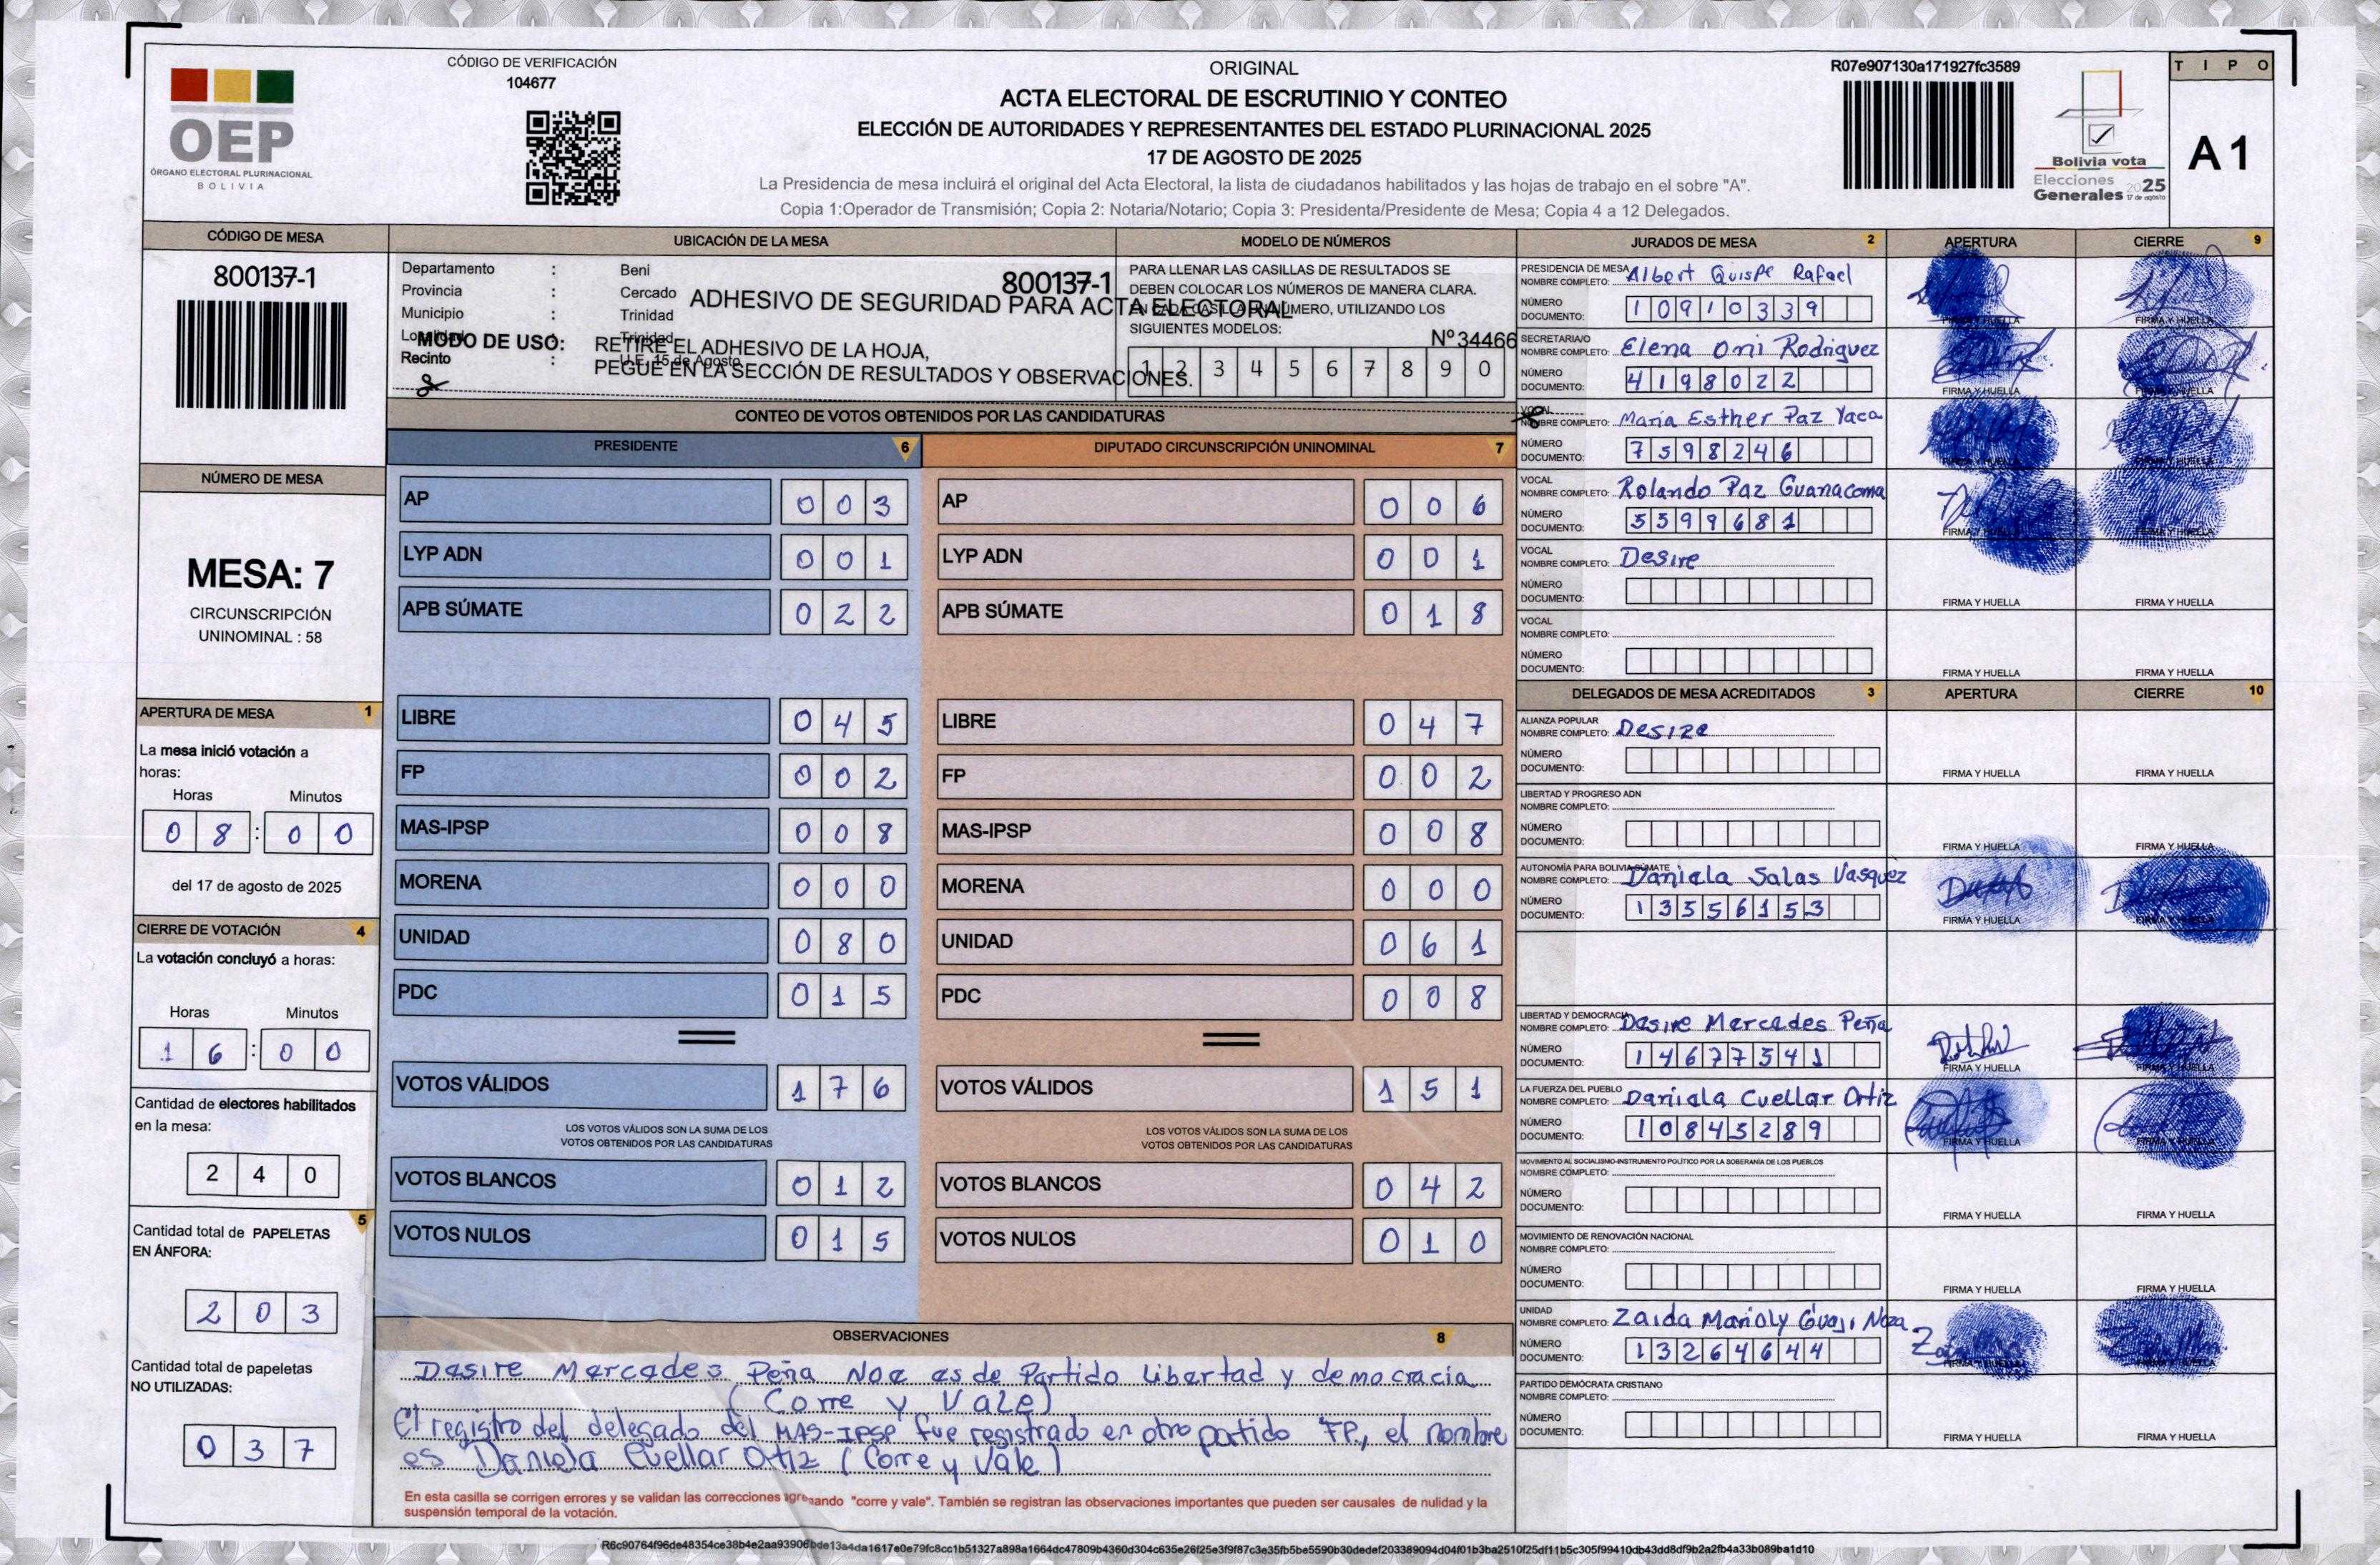 CÓDIGO DE VERIFICACIÓN
104677
OEP
ÓRGANO ELECTORAL PLURINACIONAL
BOLIVIA
ORIGINAL
ACTA ELECTORAL DE ESCRUTINIO Y CONTEO
ELECCIÓN DE AUTORIDADES Y REPRESENTANTES DEL ESTADO PLURINACIONAL 2025
17 DE AGOSTO DE 2025
La Presidencia de mesa incluirá el original del Acta Electoral, la lista de ciudadanos habilitados y las hojas de trabajo en el sobre "A".
Copia 1:Operador de Transmisión; Copia 2: Notaria/Notario; Copia 3: Presidenta/Presidente de Mesa; Copia 4 a 12 Delegados.
R07e907130a171927fc3589
Bolivia vota
Elecciones
Generales 2025
17 de agosto
TIPO
A1
CÓDIGO DE MESA
800137-1
NÚMERO DE MESA
MESA: 7
CIRCUNSCRIPCIÓN
UNINOMINAL : 58
APERTURA DE MESA 1
La mesa inició votación a
horas:
Horas Minutos
08 : 00
del 17 de agosto de 2025
CIERRE DE VOTACIÓN 4
La votación concluyó a horas:
Horas Minutos
16 : 00
Cantidad de electores habilitados
en la mesa:
240
Cantidad total de PAPELETAS 5
EN ÁNFORA:
203
Cantidad total de papeletas
NO UTILIZADAS:
037
UBICACIÓN DE LA MESA
Departamento : Beni
Provincia : Cercado
Municipio : Trinidad
Localidad : Trinidad
Recinto : U.E. 15 de Agosto
800137-1
ADHESIVO DE SEGURIDAD PARA ACTA ELECTORAL
MODO DE USO: RETIRE EL ADHESIVO DE LA HOJA,
PEGUE EN LA SECCIÓN DE RESULTADOS Y OBSERVACIONES.
Nº34466
MODELO DE NÚMEROS
PARA LLENAR LAS CASILLAS DE RESULTADOS SE
DEBEN COLOCAR LOS NÚMEROS DE MANERA CLARA.
EN CADA CASILLA UN NÚMERO, UTILIZANDO LOS
SIGUIENTES MODELOS:
1 2 3 4 5 6 7 8 9 0
CONTEO DE VOTOS OBTENIDOS POR LAS CANDIDATURAS
PRESIDENTE 6
AP 003
LYP ADN 001
APB SÚMATE 022
LIBRE 045
FP 002
MAS-IPSP 008
MORENA 000
UNIDAD 080
PDC 015
VOTOS VÁLIDOS 176
LOS VOTOS VÁLIDOS SON LA SUMA DE LOS
VOTOS OBTENIDOS POR LAS CANDIDATURAS
VOTOS BLANCOS 012
VOTOS NULOS 015
DIPUTADO CIRCUNSCRIPCIÓN UNINOMINAL 7
AP 006
LYP ADN 001
APB SÚMATE 018
LIBRE 047
FP 002
MAS-IPSP 008
MORENA 000
UNIDAD 061
PDC 008
VOTOS VÁLIDOS 151
LOS VOTOS VÁLIDOS SON LA SUMA DE LOS
VOTOS OBTENIDOS POR LAS CANDIDATURAS
VOTOS BLANCOS 042
VOTOS NULOS 010
OBSERVACIONES 8
Desire Mercedes Peña Noe es de Partido Libertad y democracia
(Corre y Vale)
El registro del delegado del MAS-IPSP fue registrado en otro partido FP, el nombre
es Daniela Cuellar Ortiz (Corre y Vale)
En esta casilla se corrigen errores y se validan las correcciones "corre y vale". También se registran las observaciones importantes que pueden ser causales de nulidad y la
suspensión temporal de la votación.
JURADOS DE MESA 2 APERTURA CIERRE 9
PRESIDENCIA DE MESA
NOMBRE COMPLETO: Albert Quispe Rafael
NÚMERO
DOCUMENTO: 10910339
FIRMA Y HUELLA FIRMA Y HUELLA
SECRETARIA/O
NOMBRE COMPLETO: Elena Oni Rodriguez
NÚMERO
DOCUMENTO: 4198022
FIRMA Y HUELLA FIRMA Y HUELLA
VOCAL
NOMBRE COMPLETO: Maria Esther Paz Yaca
NÚMERO
DOCUMENTO: 7598246
FIRMA Y HUELLA FIRMA Y HUELLA
VOCAL
NOMBRE COMPLETO: Rolando Paz Guanacoma
NÚMERO
DOCUMENTO: 5599681
FIRMA Y HUELLA FIRMA Y HUELLA
VOCAL
NOMBRE COMPLETO: Desire
NÚMERO
DOCUMENTO:
FIRMA Y HUELLA FIRMA Y HUELLA
VOCAL
NOMBRE COMPLETO:
NÚMERO
DOCUMENTO:
FIRMA Y HUELLA FIRMA Y HUELLA
DELEGADOS DE MESA ACREDITADOS 3 APERTURA CIERRE 10
ALIANZA POPULAR
NOMBRE COMPLETO: Desire
NÚMERO
DOCUMENTO:
FIRMA Y HUELLA FIRMA Y HUELLA
LIBERTAD Y PROGRESO ADN
NOMBRE COMPLETO:
NÚMERO
DOCUMENTO:
FIRMA Y HUELLA FIRMA Y HUELLA
AUTONOMÍA PARA BOLIVIA-SÚMATE
NOMBRE COMPLETO: Daniela Salas Vasquez
NÚMERO
DOCUMENTO: 13556153
FIRMA Y HUELLA FIRMA Y HUELLA
LIBERTAD Y DEMOCRACIA
NOMBRE COMPLETO: Desire Mercedes Peña
NÚMERO
DOCUMENTO: 14677541
FIRMA Y HUELLA FIRMA Y HUELLA
LA FUERZA DEL PUEBLO
NOMBRE COMPLETO: Daniela Cuellar Ortiz
NÚMERO
DOCUMENTO: 10845289
FIRMA Y HUELLA FIRMA Y HUELLA
MOVIMIENTO AL SOCIALISMO-INSTRUMENTO POLÍTICO POR LA SOBERANÍA DE LOS PUEBLOS
NOMBRE COMPLETO:
NÚMERO
DOCUMENTO:
FIRMA Y HUELLA FIRMA Y HUELLA
MOVIMIENTO DE RENOVACIÓN NACIONAL
NOMBRE COMPLETO:
NÚMERO
DOCUMENTO:
FIRMA Y HUELLA FIRMA Y HUELLA
UNIDAD
NOMBRE COMPLETO: Zaida Marioly
NÚMERO
DOCUMENTO: 13264644
FIRMA Y HUELLA FIRMA Y HUELLA
PARTIDO DEMÓCRATA CRISTIANO
NOMBRE COMPLETO:
NÚMERO
DOCUMENTO:
FIRMA Y HUELLA FIRMA Y HUELLA